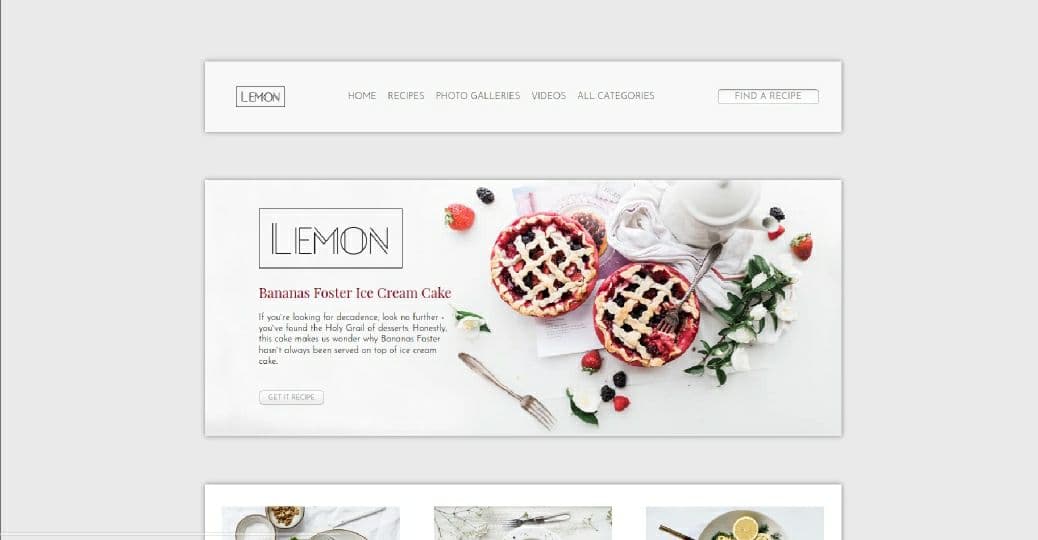 LEMON
HOME RECIPES PHOTO GALLERIES VIDEOS ALL CATEGORIES
FIND A RECIPE
LEMON
Bananas Foster Ice Cream Cake
If you're looking for decadence, look no further -
you've found the Holy Grail of desserts. Honestly,
this cake makes us wonder why Bananas Foster
hasn't always been served on top of ice cream
cake.
GET IT RECIPE